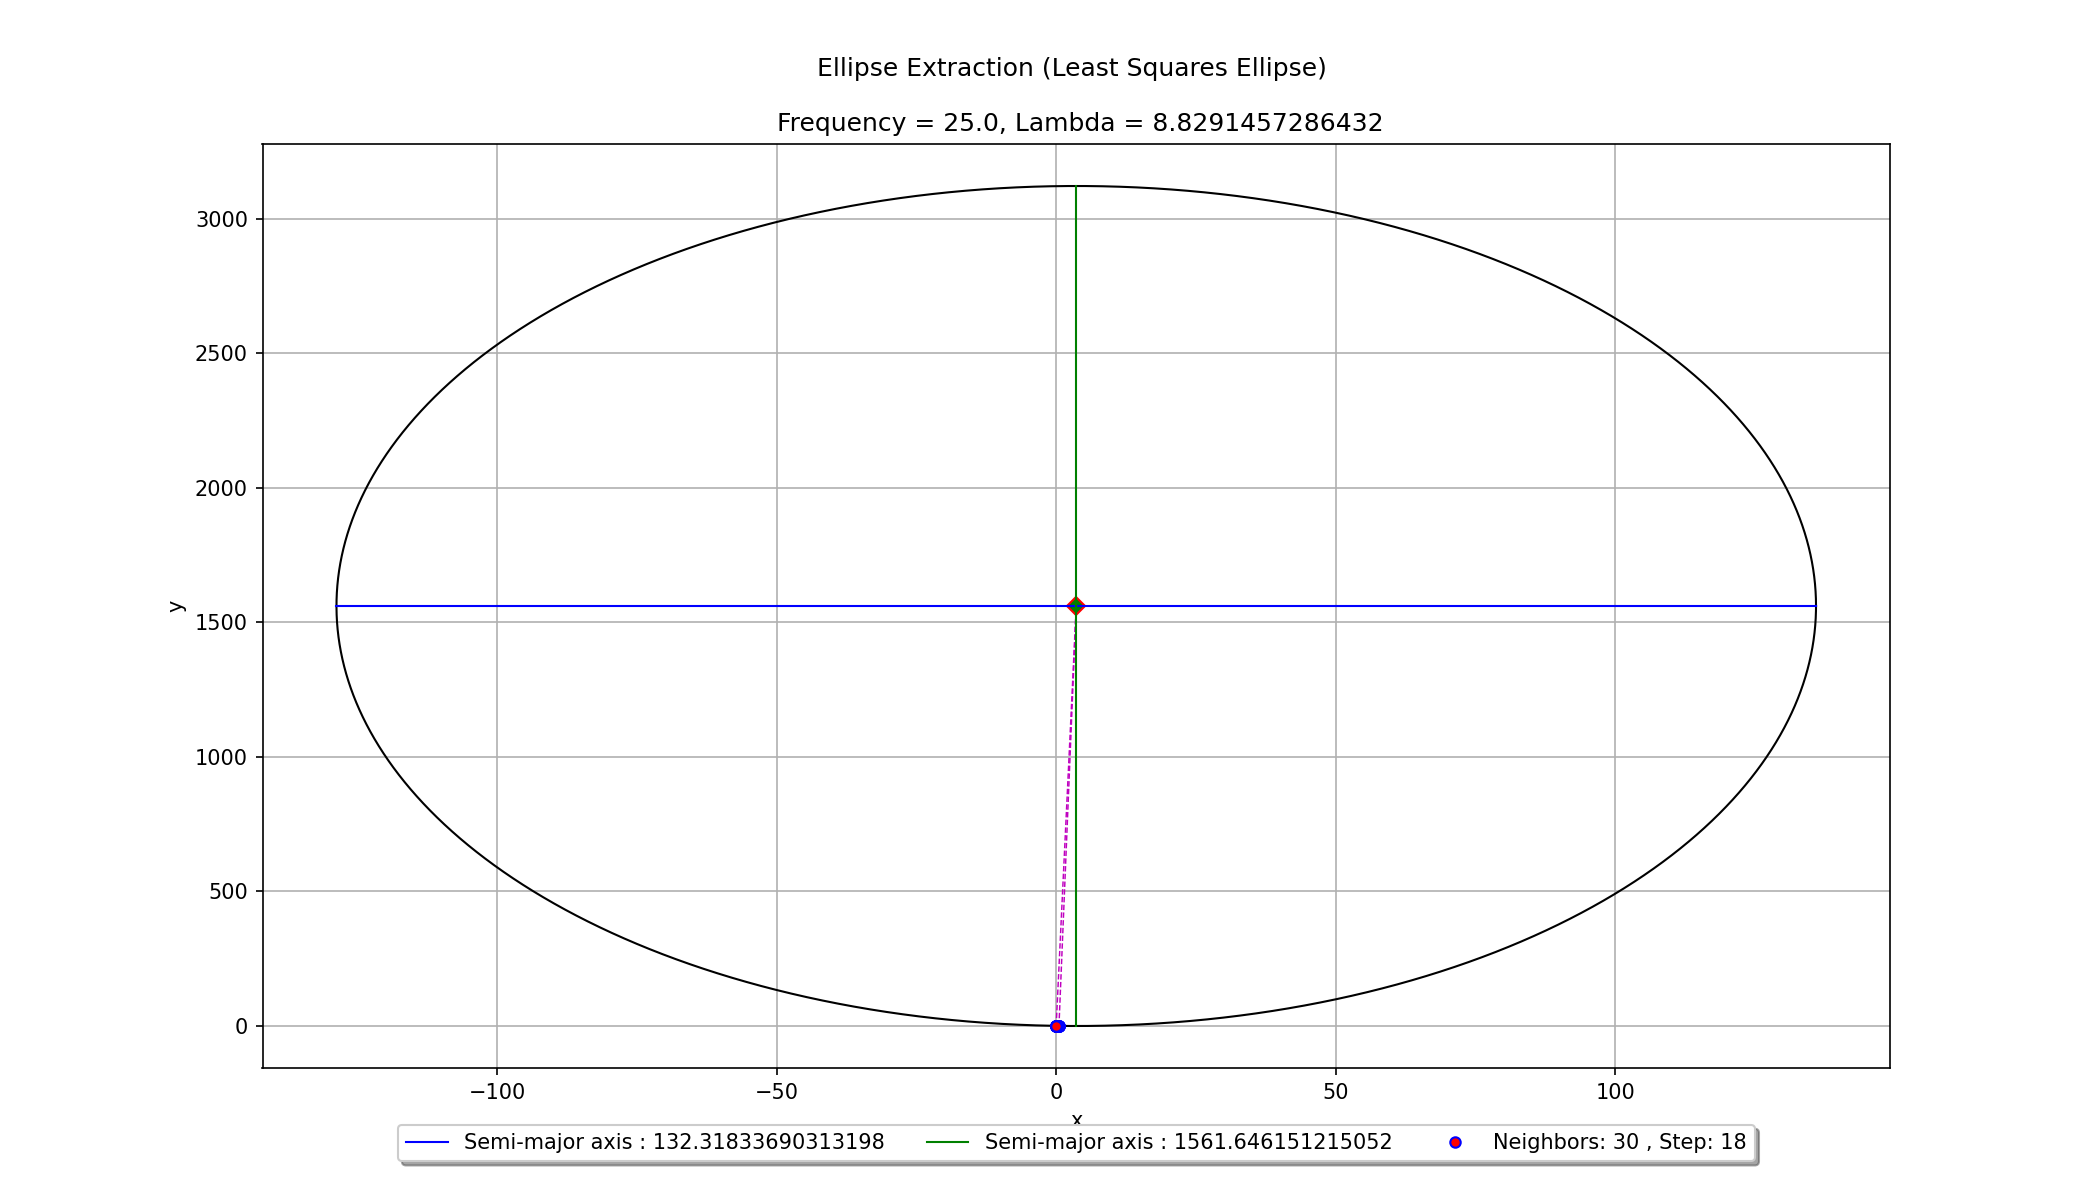 Ellipse Extraction (Least Squares Ellipse)
Frequency = 25.0, Lambda = 8.8291457286432
3000
2500
2000
1500
1000
500
0
y
−100 −50 0 50 100
x
Semi-major axis : 132.31833690313198 Semi-major axis : 1561.646151215052 Neighbors: 30 , Step: 18